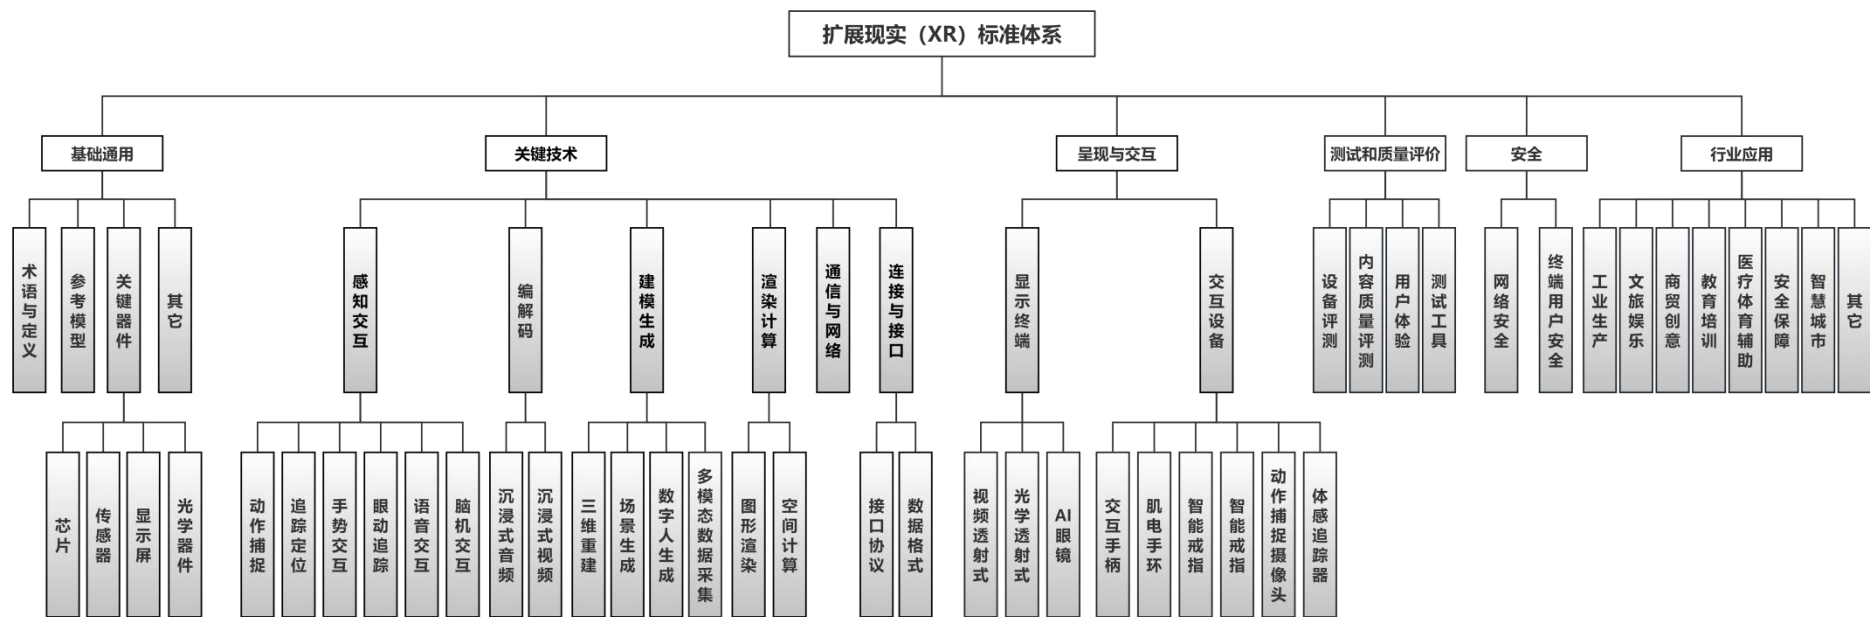 扩展现实（XR）标准体系
基础通用
关键技术
呈现与交互
测试和质量评价
安全
行业应用
术语与定义
参考模型
关键器件
其它
感知交互
编解码
建模生成
渲染计算
通信与网络
连接与接口
显示终端
交互设备
设备评测
内容质量评测
用户体验
测试工具
网络安全
终端用户安全
工业生产
文旅娱乐
商贸创意
教育培训
医疗体育辅助
安全保障
智慧城市
其它
芯片
传感器
显示屏
光学器件
动作捕捉
追踪定位
手势交互
眼动追踪
语音交互
脑机交互
沉浸式音频
沉浸式视频
三维重建
场景生成
数字人生成
多模态数据采集
图形渲染
空间计算
接口协议
数据格式
视频透射式
光学透射式
AI眼镜
交互手柄
肌电手环
智能戒指
智能戒指
动作捕捉摄像头
体感追踪器